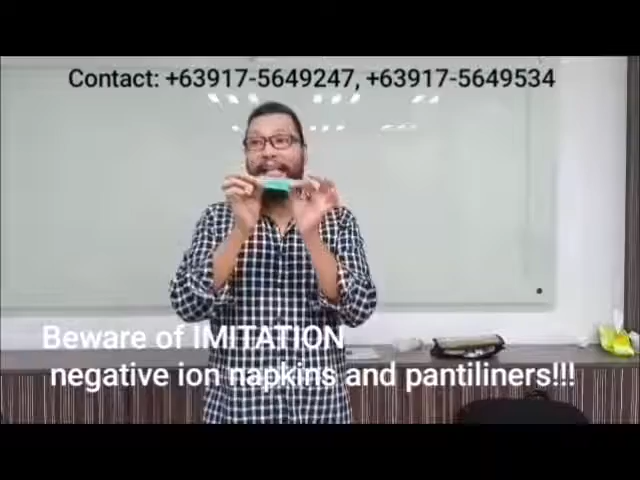 Contact: +63917-5649247, +63917-5649534
Beware of IMITATION
negative ion napkins and pantiliners!!!